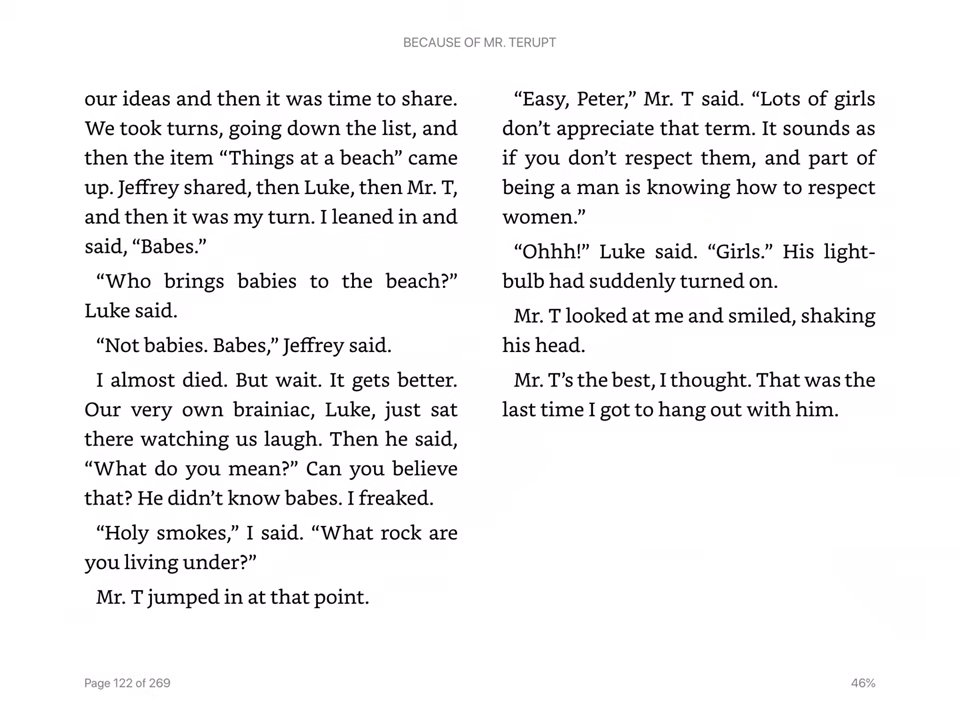 BECAUSE OF MR. TERUPT
our ideas and then it was time to share.
We took turns, going down the list, and
then the item “Things at a beach” came
up. Jeffrey shared, then Luke, then Mr. T,
and then it was my turn. I leaned in and
said, “Babes.”
“Who brings babies to the beach?”
Luke said.
“Not babies. Babes,” Jeffrey said.
I almost died. But wait. It gets better.
Our very own brainiac, Luke, just sat
there watching us laugh. Then he said,
“What do you mean?” Can you believe
that? He didn’t know babes. I freaked.
“Holy smokes,” I said. “What rock are
you living under?”
Mr. T jumped in at that point.
“Easy, Peter,” Mr. T said. “Lots of girls
don’t appreciate that term. It sounds as
if you don’t respect them, and part of
being a man is knowing how to respect
women.”
“Ohhh!” Luke said. “Girls.” His light-
bulb had suddenly turned on.
Mr. T looked at me and smiled, shaking
his head.
Mr. T’s the best, I thought. That was the
last time I got to hang out with him.
Page 122 of 269
46%